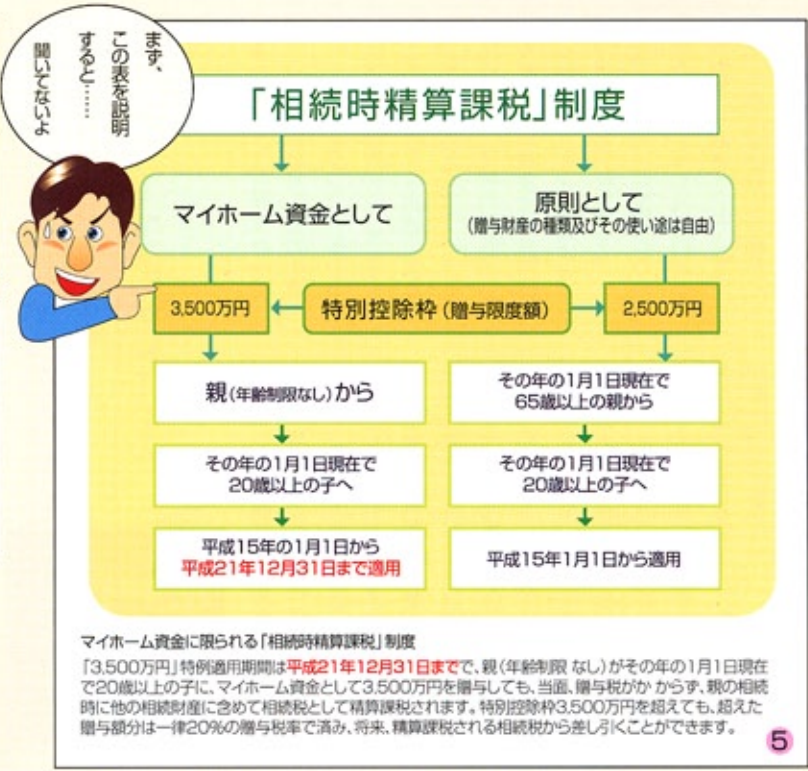 まず、
この表を説明
すると……
聞いてないよ
「相続時精算課税」制度
マイホーム資金として
原則として
(贈与財産の種類及びその使い途は自由)
3,500万円
特別控除枠(贈与限度額)
2,500万円
親(年齢制限なし)から
その年の1月1日現在で
65歳以上の親から
その年の1月1日現在で
20歳以上の子へ
その年の1月1日現在で
20歳以上の子へ
平成15年の1月1日から
平成21年12月31日まで適用
平成15年1月1日から適用
マイホーム資金に限られる「相続時精算課税」制度
「3,500万円」特例適用期間は平成21年12月31日までで、親(年齢制限 なし)がその年の1月1日現在
で20歳以上の子に、マイホーム資金として3,500万円を贈与しても、当面、贈与税がか からず、親の相続
時に他の相続財産に含めて相続税として精算課税されます。特別控除枠3,500万円を超えても、超えた
贈与額分は一律20%の贈与税率で済み、将来、精算課税される相続税から差し引くことができます。
5